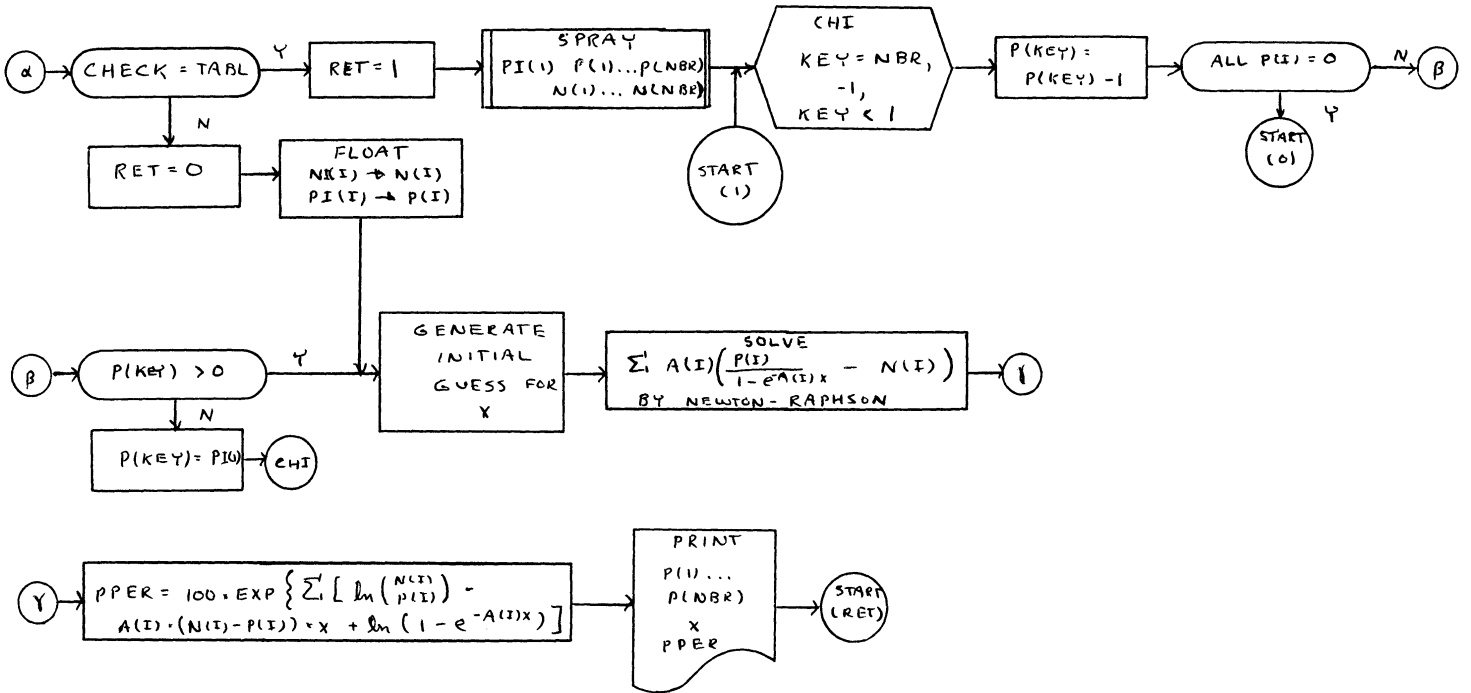 α
CHECK = TABL
Y
RET = 1
SPRAY
PI(1) P(1)...P(NBR)
N(1)... N(NBR)
CHI
KEY = NBR,
-1,
KEY < 1
P(KEY) =
P(KEY) -1
ALL P(I) = 0
N
β
Y
START
(0)
START
(1)
N
RET = 0
FLOAT
NI(I) → N(I)
PI(I) → P(I)
β
P(KEY) > 0
Y
GENERATE
INITIAL
GUESS FOR
X
SOLVE
Σ A(I) (P(I) / 1 - e^-A(I)x - N(I))
BY NEWTON-RAPHSON
γ
N
P(KEY) = PI()
CHI
γ
PPER = 100 . EXP { Σ [ ln (N(I) P(I)) -
A(I) . (N(I) - P(I)) . x + ln (1 - e^-A(I)x) ]
PRINT
P(1)...
P(NBR)
X
PPER
START
(RET)